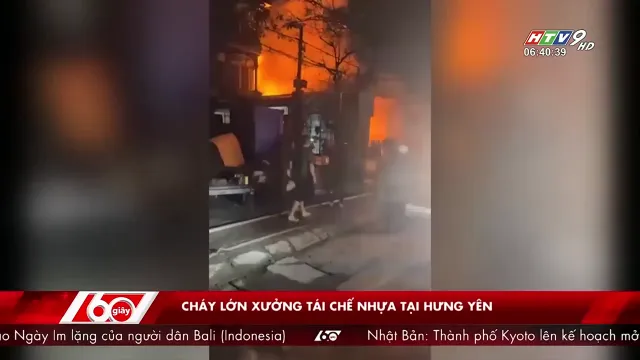 HTV9 HD
06:40:39
60 giây
CHÁY LỚN XƯỞNG TÁI CHẾ NHỰA TẠI HƯNG YÊN
Ngày Im lặng của người dân Bali (Indonesia)
60
Nhật Bản: Thành phố Kyoto lên kế hoạch mở